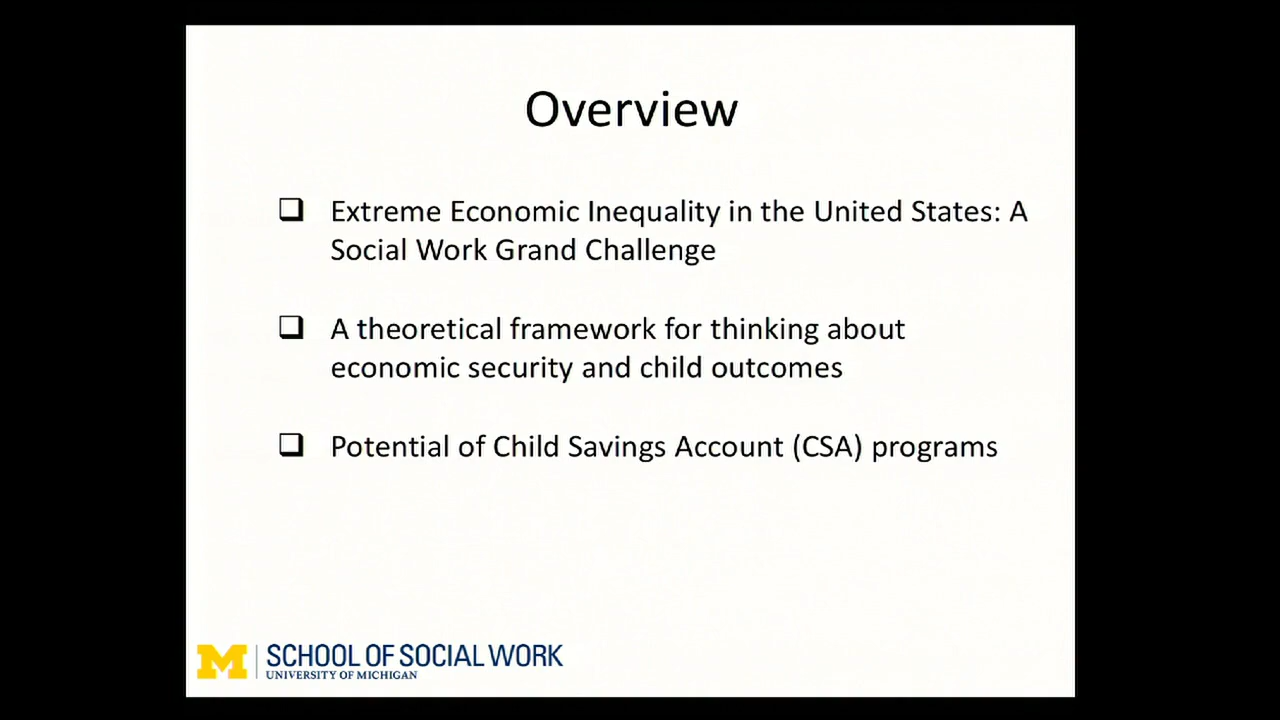 Overview
Extreme Economic Inequality in the United States: A
Social Work Grand Challenge
A theoretical framework for thinking about
economic security and child outcomes
Potential of Child Savings Account (CSA) programs
M
SCHOOL OF SOCIAL WORK
UNIVERSITY OF MICHIGAN